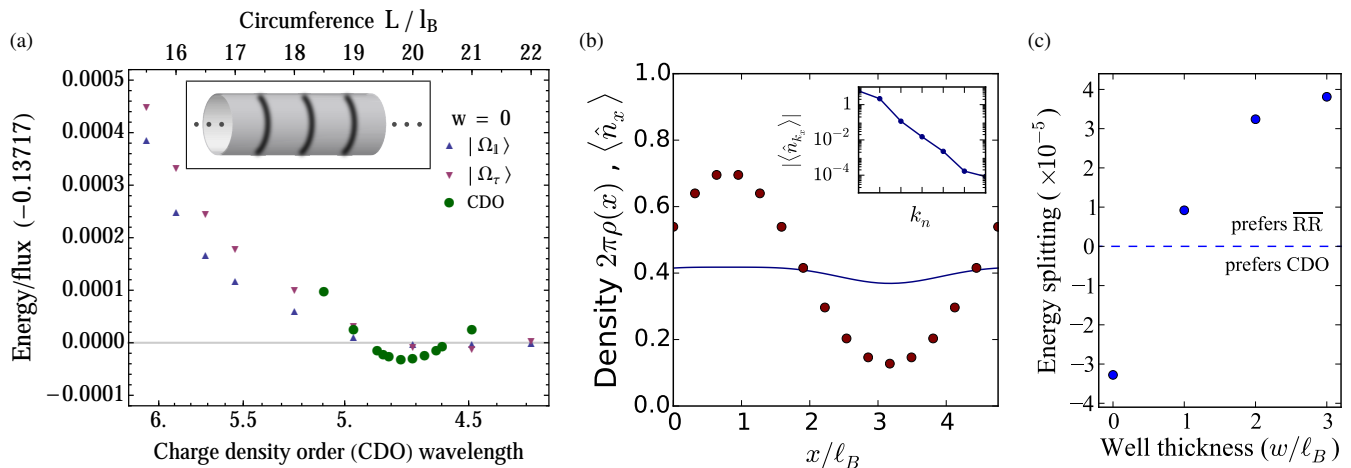 (a)
Circumference L / l_B
16 17 18 19 20 21 22
Energy/flux (−0.13717)
0.0005
0.0004
0.0003
0.0002
0.0001
0.0000
−0.0001
w = 0
| Ω_𝟙 ⟩
| Ω_τ ⟩
CDO
6. 5.5 5. 4.5
Charge density order (CDO) wavelength
(b)
Density 2πρ(x) , ⟨n̂_x⟩
1.0
0.8
0.6
0.4
0.2
0.0
0 1 2 3 4
x/ℓ_B
|⟨n̂_{k_x}⟩|
1
10^{−2}
10^{−4}
k_n
(c)
Energy splitting (×10^{−5})
4
3
2
1
0
−1
−2
−3
−4
prefers \overline{RR}
prefers CDO
0 1 2 3
Well thickness (w/ℓ_B)